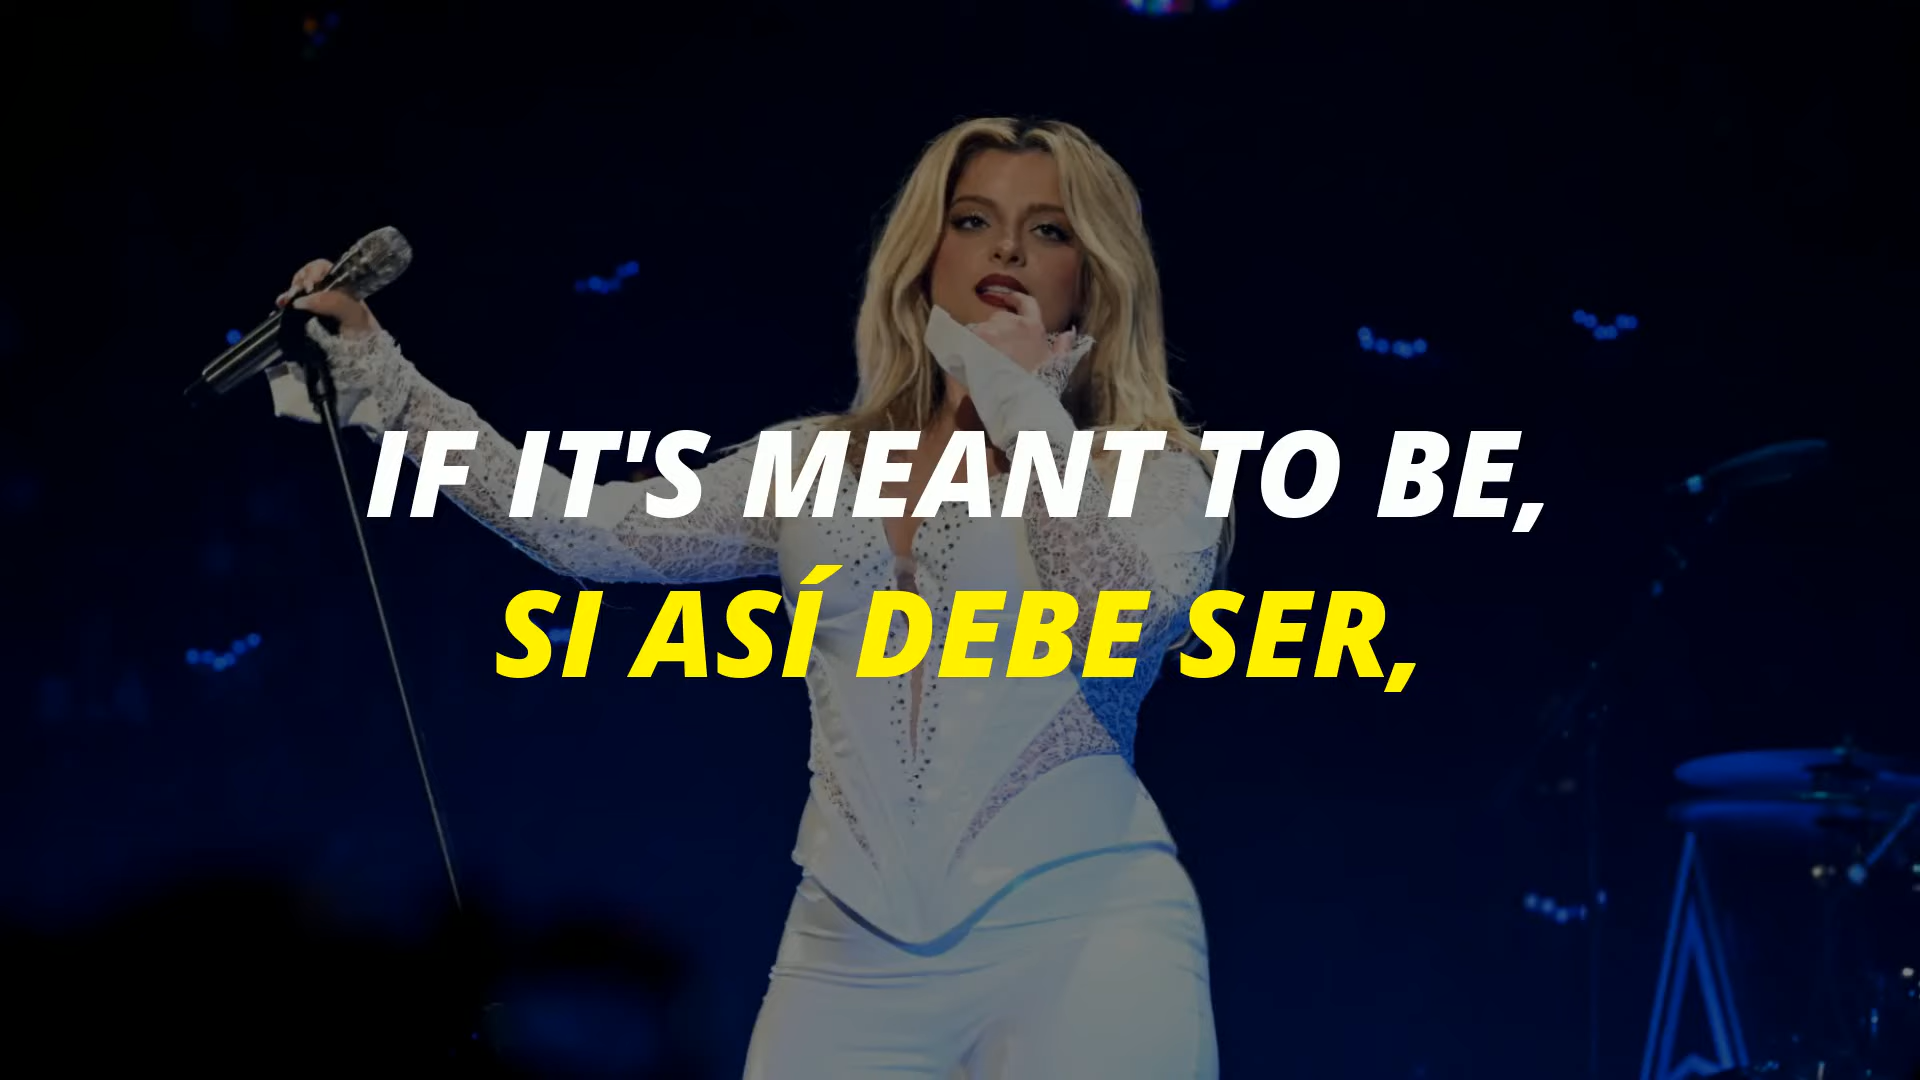 IF IT'S MEANT TO BE,
SI ASÍ DEBE SER,